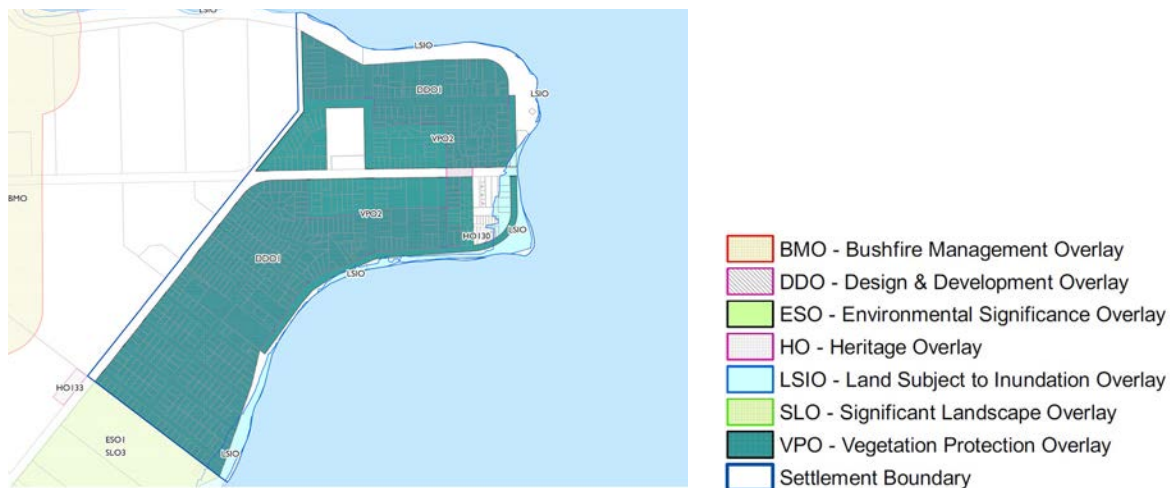 LSIO
LSIO
DDO1
LSIO
VPO2
BMO
VPO2
HO130
LSIO
DDO1
LSIO
HO133
ESO1
SLO3
LSIO
BMO - Bushfire Management Overlay
DDO - Design & Development Overlay
ESO - Environmental Significance Overlay
HO - Heritage Overlay
LSIO - Land Subject to Inundation Overlay
SLO - Significant Landscape Overlay
VPO - Vegetation Protection Overlay
Settlement Boundary